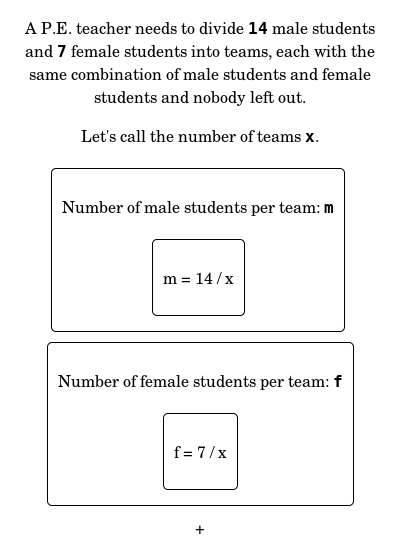 A P.E. teacher needs to divide 14 male students
and 7 female students into teams, each with the
same combination of male students and female
students and nobody left out.
Let's call the number of teams x.
Number of male students per team: m
m = 14 / x
Number of female students per team: f
f = 7 / x
+